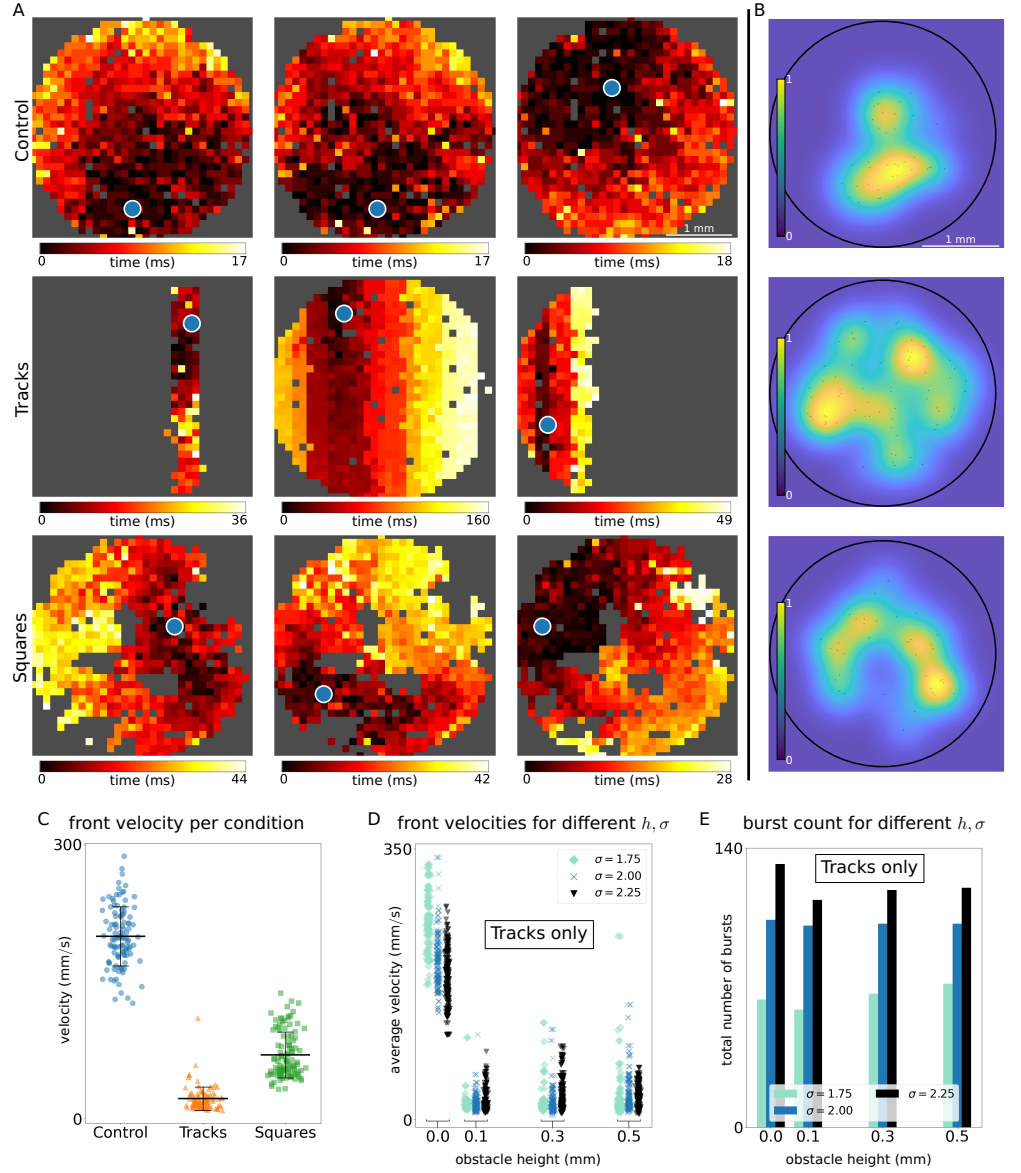 A
B
Control
1 mm
1
0
1 mm
0 time (ms) 17
0 time (ms) 17
0 time (ms) 18
Tracks
1
0
0 time (ms) 36
0 time (ms) 160
0 time (ms) 49
Squares
1
0
0 time (ms) 44
0 time (ms) 42
0 time (ms) 28
C front velocity per condition
300
velocity (mm/s)
0
Control Tracks Squares
D front velocities for different h, σ
350
average velocity (mm/s)
0
σ = 1.75
σ = 2.00
σ = 2.25
Tracks only
0.0 0.1 0.3 0.5
obstacle height (mm)
E burst count for different h, σ
140
total number of bursts
0
Tracks only
σ = 1.75 σ = 2.25
σ = 2.00
0.0 0.1 0.3 0.5
obstacle height (mm)